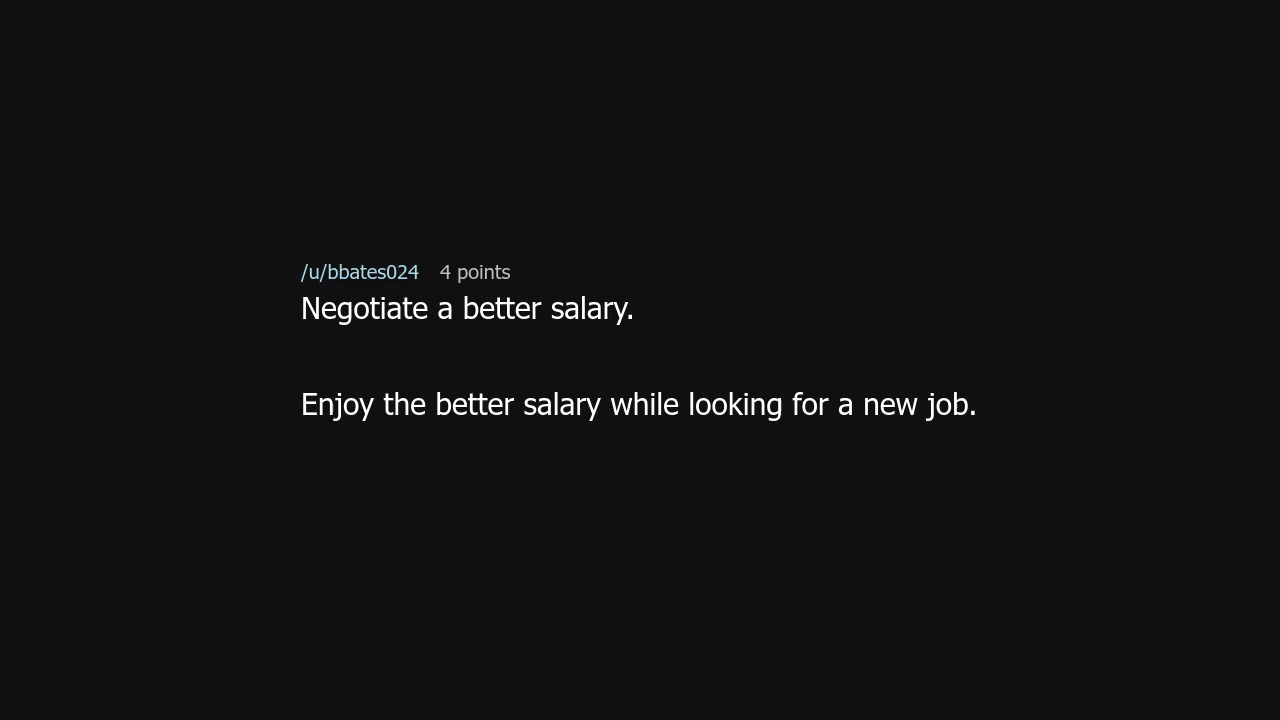 /u/bbates024 4 points
Negotiate a better salary.
Enjoy the better salary while looking for a new job.